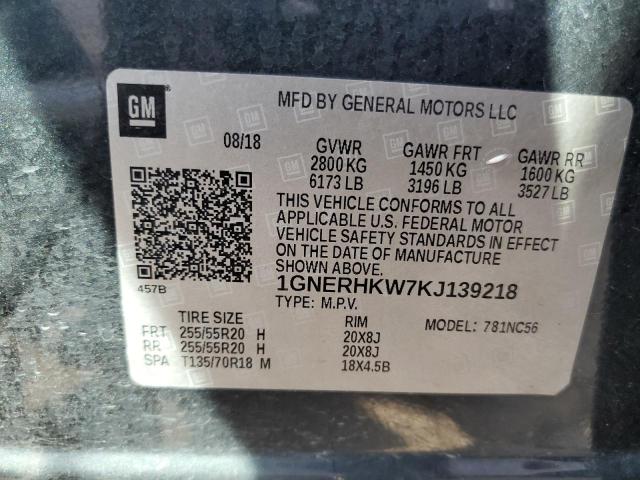 GM
MFD BY GENERAL MOTORS LLC
08/18 GVWR GAWR FRT GAWR RR
2800 KG 1450 KG 1600 KG
6173 LB 3196 LB 3527 LB
THIS VEHICLE CONFORMS TO ALL
APPLICABLE U.S. FEDERAL MOTOR
VEHICLE SAFETY STANDARDS IN EFFECT
ON THE DATE OF MANUFACTURE
SHOWN ABOVE.
457B
1GNERHKW7KJ139218
TYPE: M.P.V.
TIRE SIZE RIM MODEL: 781NC56
FRT 255/55R20 H 20X8J
RR 255/55R20 H 20X8J
SPA T135/70R18 M 18X4.5B